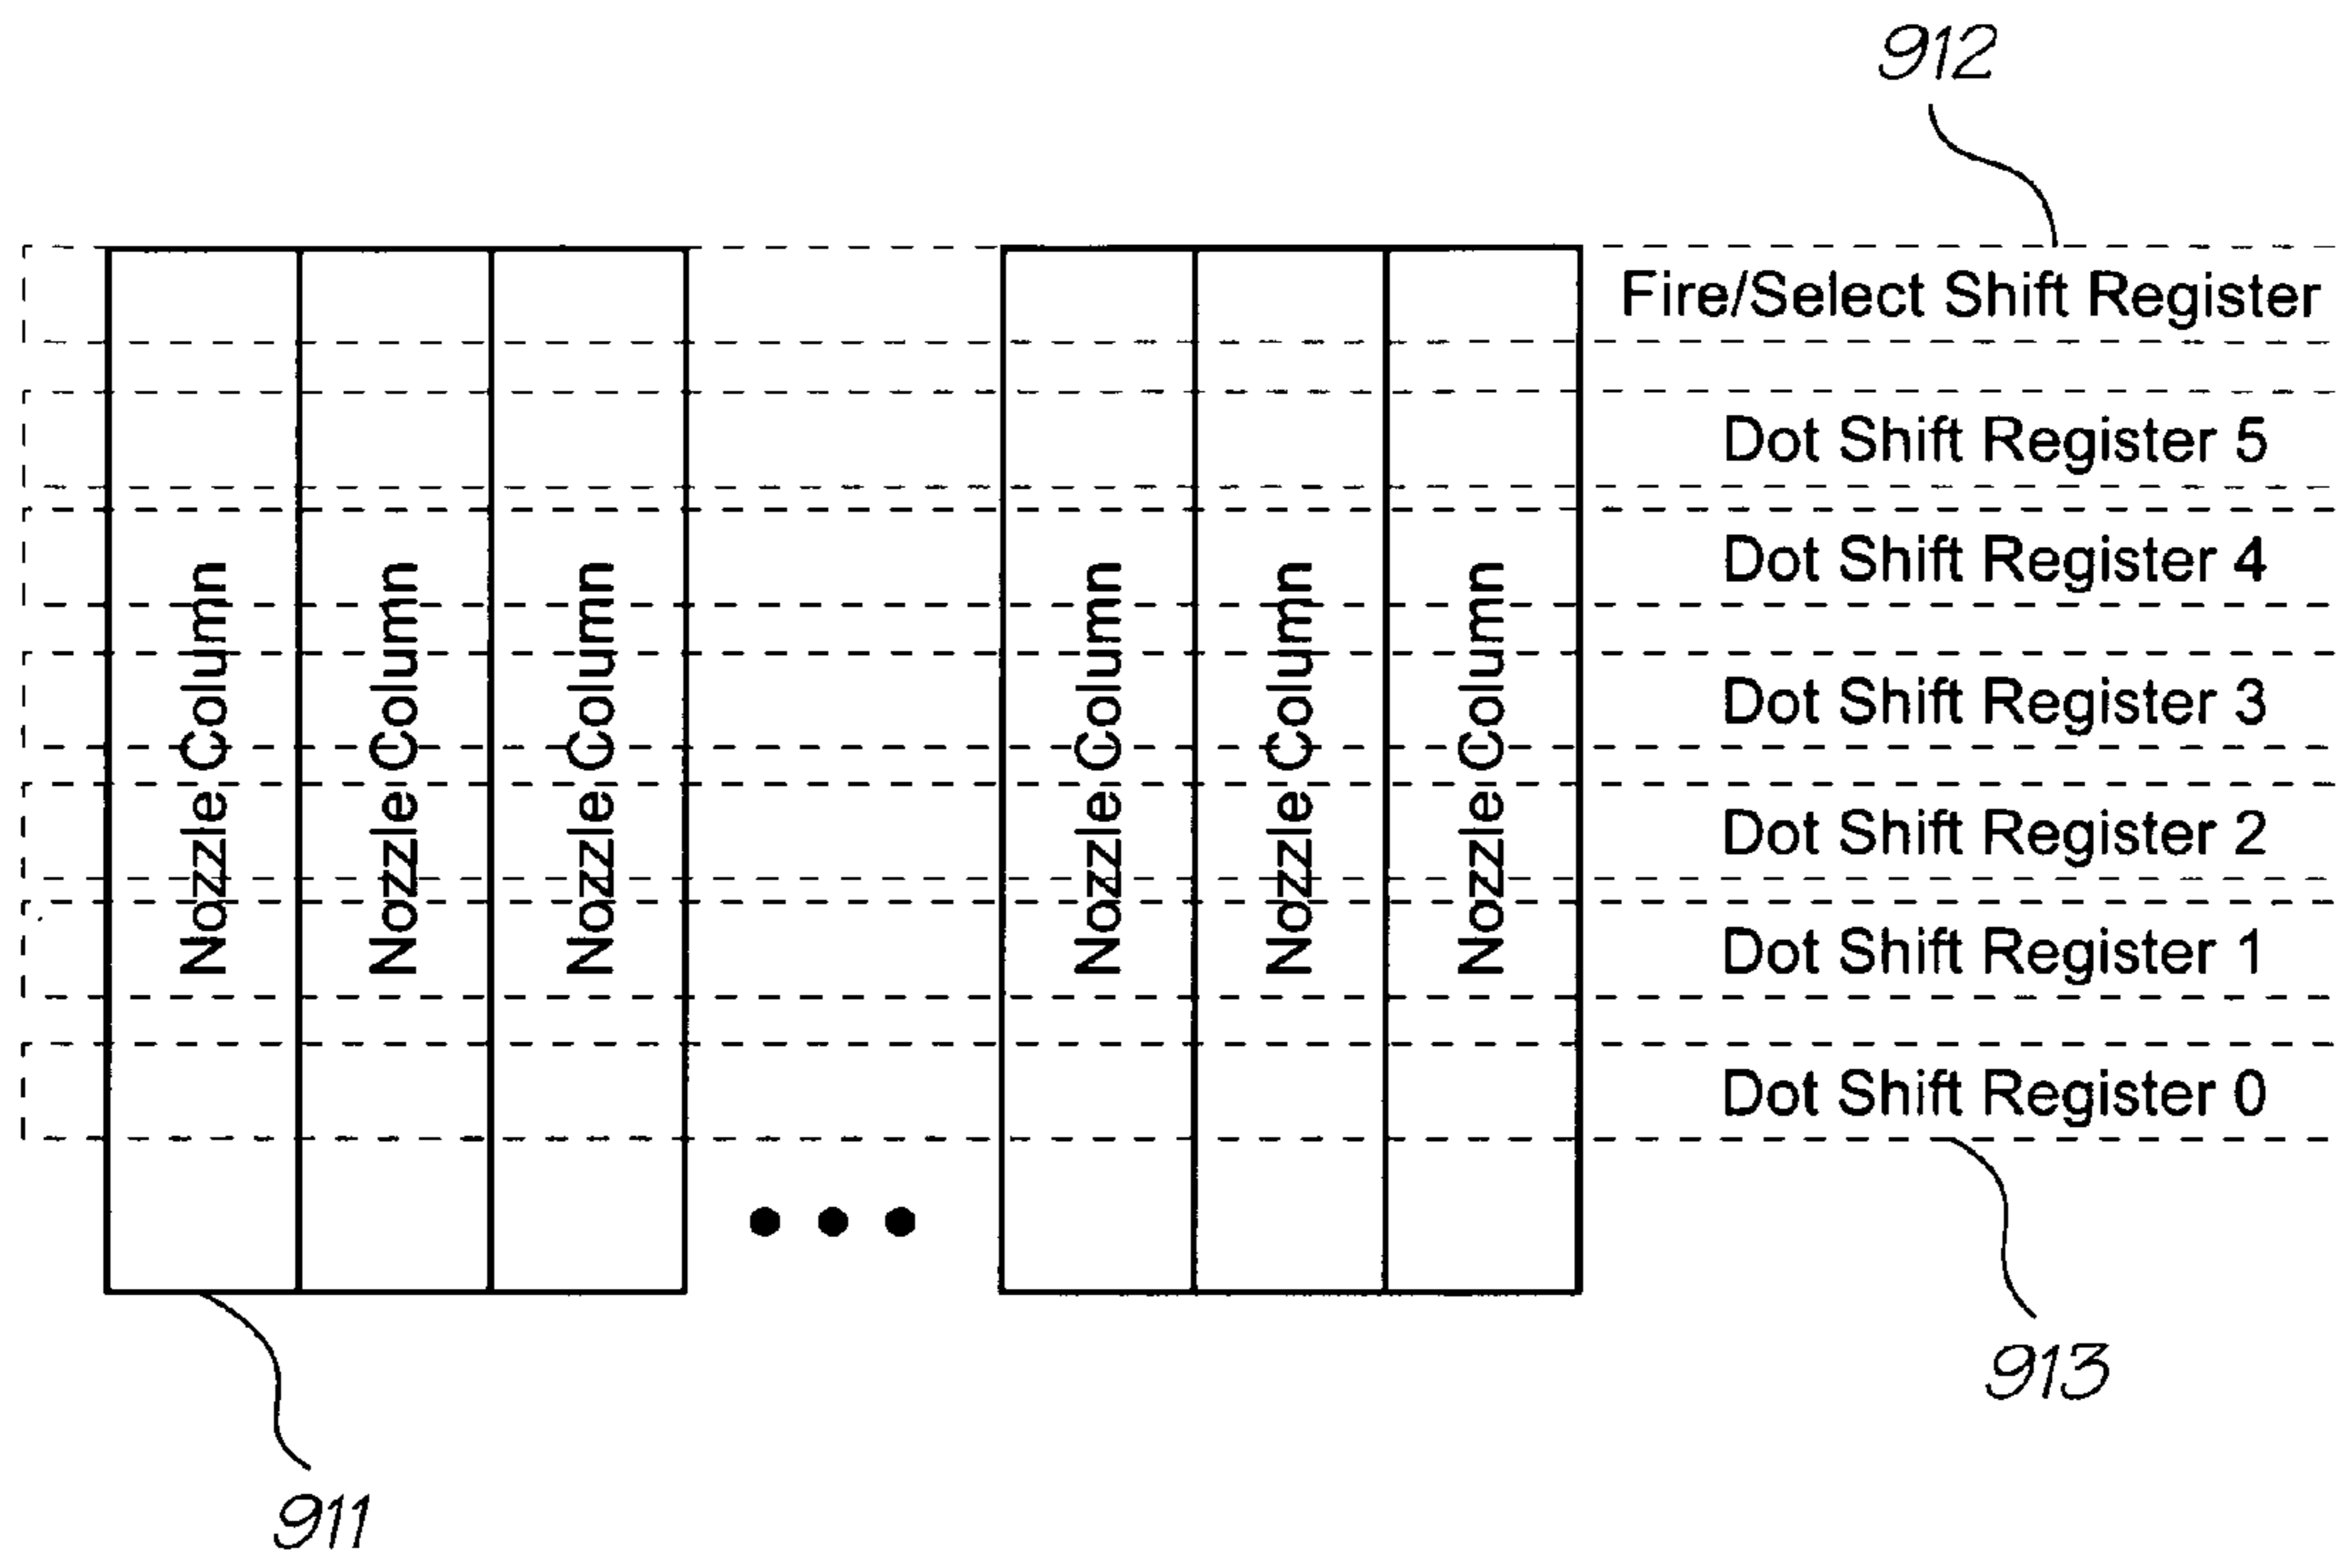 912
Fire/Select Shift Register
Dot Shift Register 5
Dot Shift Register 4
Dot Shift Register 3
Dot Shift Register 2
Dot Shift Register 1
Dot Shift Register 0
Nozzle Column
Nozzle Column
Nozzle Column
Nozzle Column
Nozzle Column
Nozzle Column
913
911